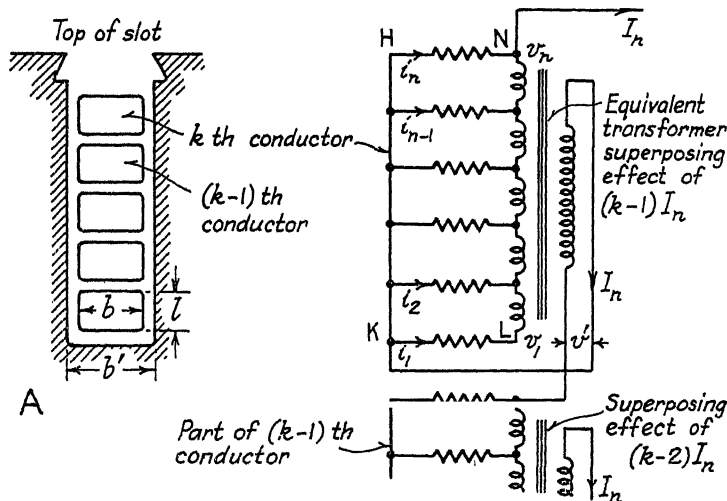 Top of slot
k th conductor
(k-1) th
conductor
b
l
b'
A
H
N
I_n
v_n
i_n
i_{n-1}
Equivalent
transformer
superposing
effect of
(k-1) I_n
i_2
I_n
K
L
i_1
v_1
v'
Part of (k-1) th
conductor
Superposing
effect of
(k-2) I_n
I_n